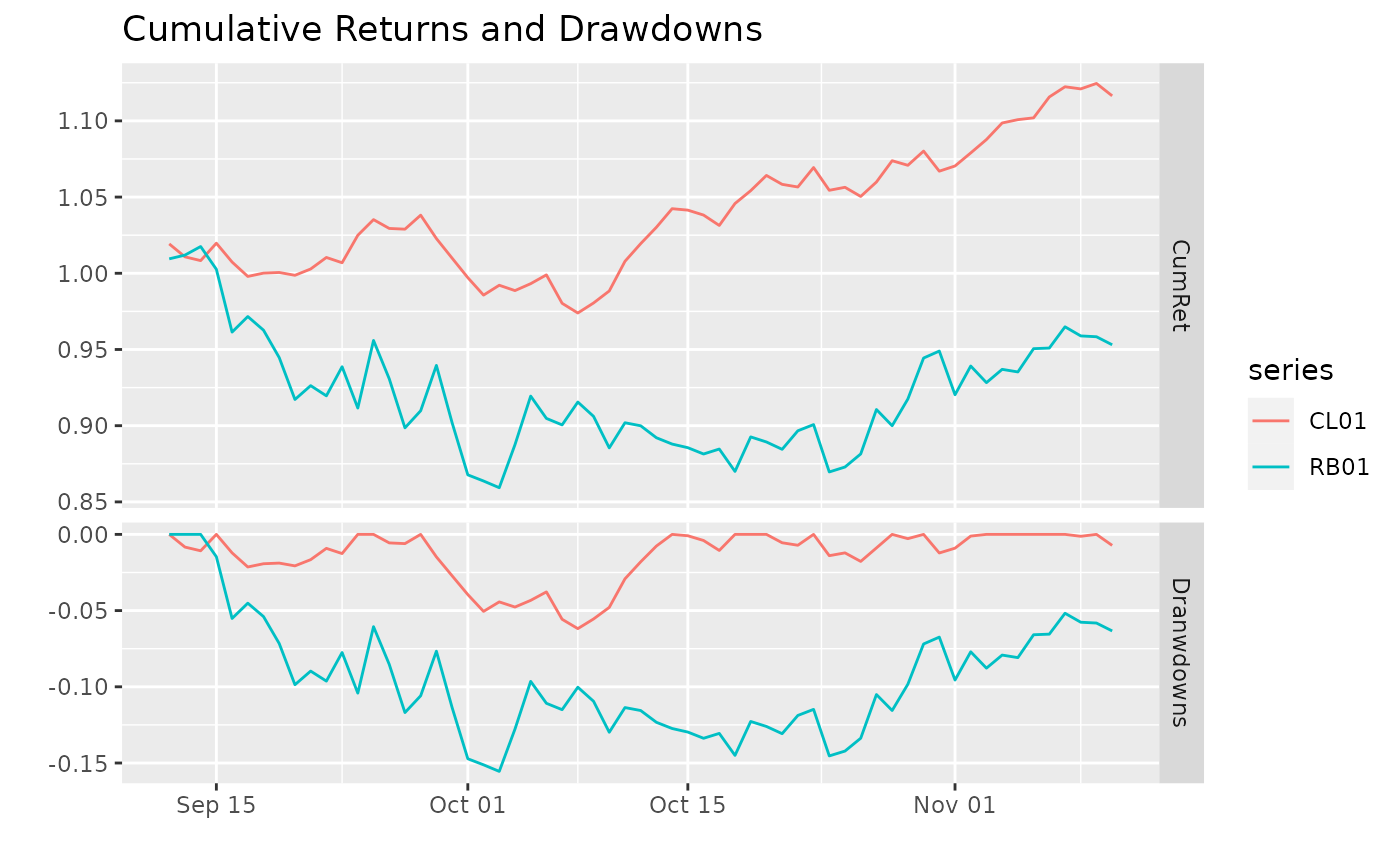 Cumulative Returns and Drawdowns
1.10
1.05
1.00
0.95
0.90
0.85
CumRet
0.00
-0.05
-0.10
-0.15
Dranwdowns
Sep 15
Oct 01
Oct 15
Nov 01
series
CL01
RB01